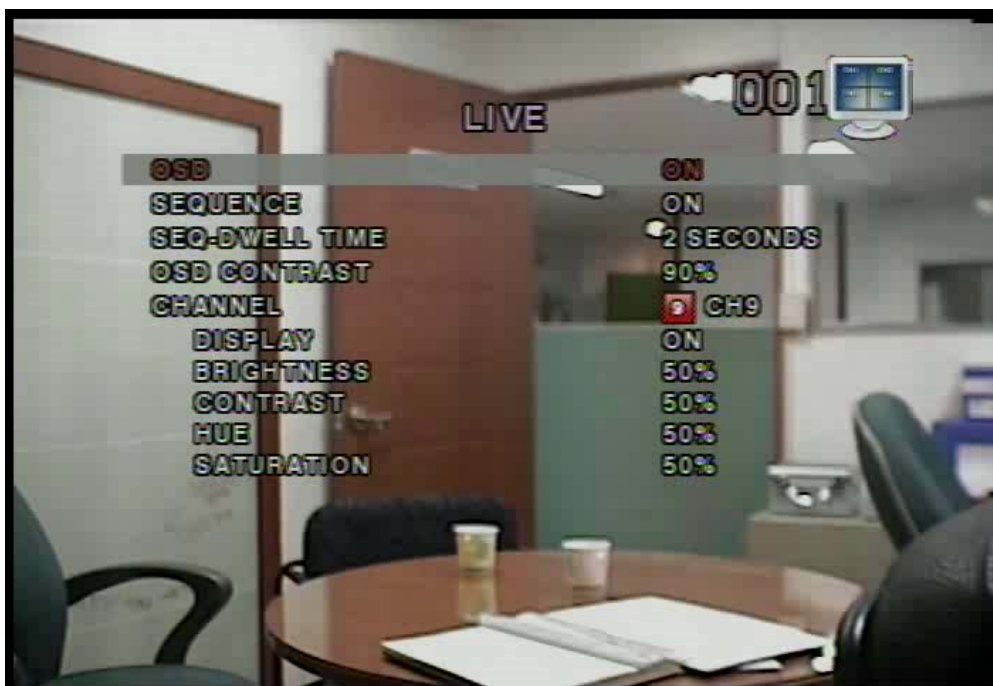 001
LIVE
OSD ON
SEQUENCE ON
SEQ-DWELL TIME 2 SECONDS
OSD CONTRAST 90%
CHANNEL 9 CH9
DISPLAY ON
BRIGHTNESS 50%
CONTRAST 50%
HUE 50%
SATURATION 50%